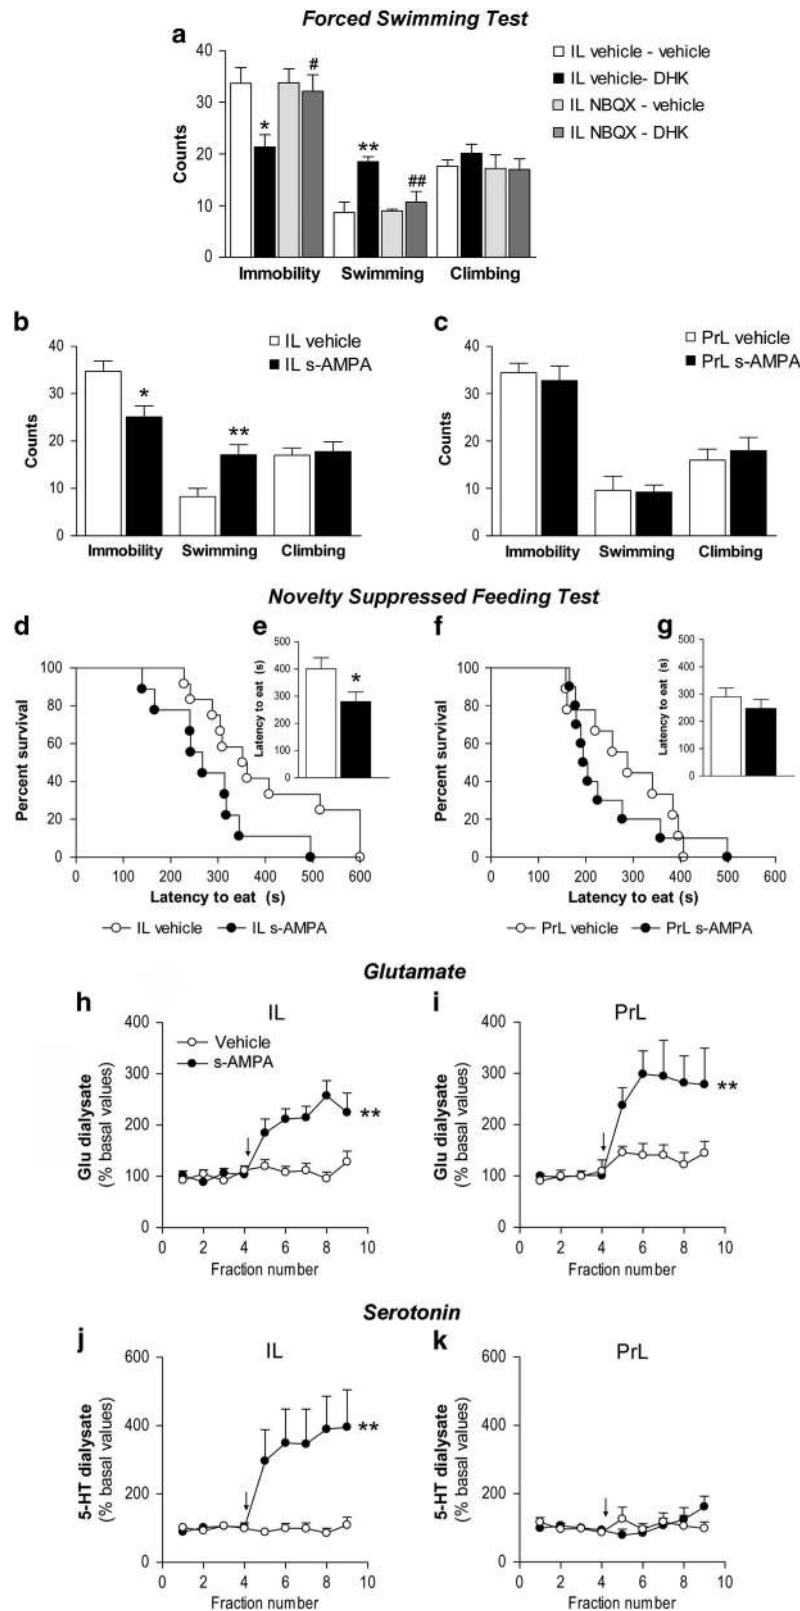 Forced Swimming Test
a
IL vehicle - vehicle
IL vehicle- DHK
IL NBQX - vehicle
IL NBQX - DHK
Counts
40
30
20
10
0
*
#
**
##
Immobility Swimming Climbing
b
IL vehicle
IL s-AMPA
Counts
40
30
20
10
0
*
**
Immobility Swimming Climbing
c
PrL vehicle
PrL s-AMPA
Counts
40
30
20
10
0
Immobility Swimming Climbing
Novelty Suppressed Feeding Test
d
Percent survival
100
80
60
40
20
0
0 100 200 300 400 500 600
Latency to eat (s)
IL vehicle IL s-AMPA
e
Latency to eat (s)
500
400
300
200
100
0
*
f
Percent survival
100
80
60
40
20
0
0 100 200 300 400 500 600
Latency to eat (s)
PrL vehicle PrL s-AMPA
g
Latency to eat (s)
500
400
300
200
100
0
Glutamate
h
IL
Vehicle
s-AMPA
Glu dialysate
(% basal values)
400
300
200
100
0
**
0 2 4 6 8 10
Fraction number
i
PrL
Glu dialysate
(% basal values)
400
300
200
100
0
**
0 2 4 6 8 10
Fraction number
Serotonin
j
IL
5-HT dialysate
(% basal values)
600
400
200
0
**
0 2 4 6 8 10
Fraction number
k
PrL
5-HT dialysate
(% basal values)
600
400
200
0
0 2 4 6 8 10
Fraction number